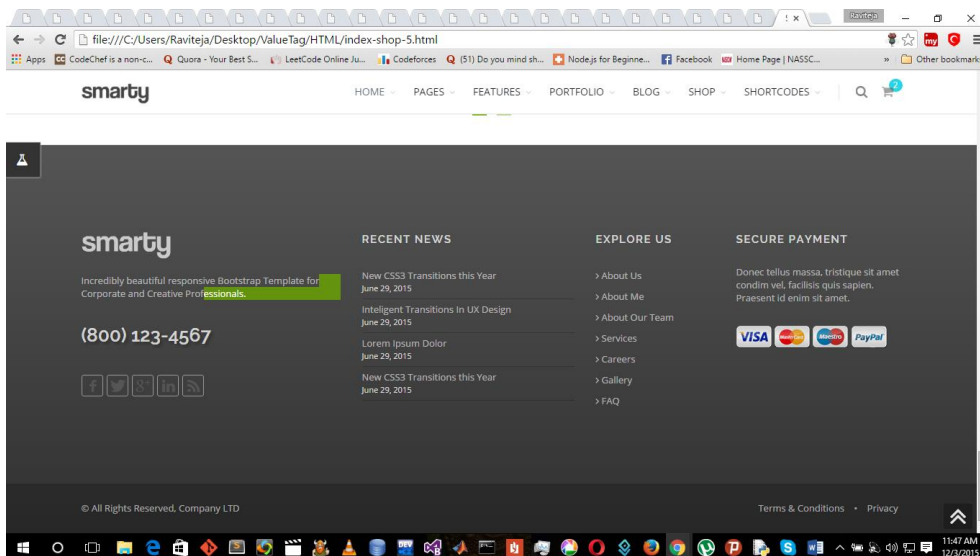 Raviteja
file:///C:/Users/Raviteja/Desktop/ValueTag/HTML/index-shop-5.html
Apps CodeChef is a non-c... Quora - Your Best S... LeetCode Online Ju... Codeforces (51) Do you mind sh... Node.js for Beginne... Facebook Home Page | NASSC... » Other bookmark
smarty HOME PAGES FEATURES PORTFOLIO BLOG SHOP SHORTCODES 2
smarty
Incredibly beautiful responsive Bootstrap Template for
Corporate and Creative Professionals.
(800) 123-4567
RECENT NEWS
New CSS3 Transitions this Year
June 29, 2015
Inteligent Transitions In UX Design
June 29, 2015
Lorem Ipsum Dolor
June 29, 2015
New CSS3 Transitions this Year
June 29, 2015
EXPLORE US
> About Us
> About Me
> About Our Team
> Services
> Careers
> Gallery
> FAQ
SECURE PAYMENT
Donec tellus massa, tristique sit amet
condim vel, facilisis quis sapien.
Praesent id enim sit amet.
VISA MasterCard Maestro PayPal
© All Rights Reserved, Company LTD
Terms & Conditions • Privacy
11:47 AM